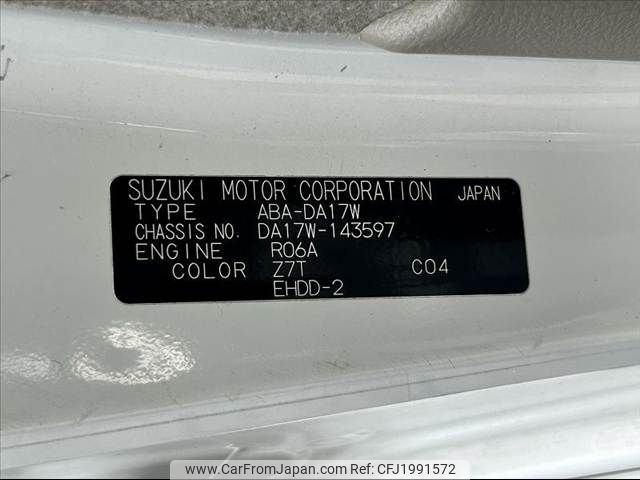 SUZUKI MOTOR CORPORATION JAPAN
TYPE ABA-DA17W
CHASSIS NO. DA17W-143597
ENGINE R06A
COLOR Z7T C04
EHDD-2
www.CarFromJapan.com | CFJ1991572